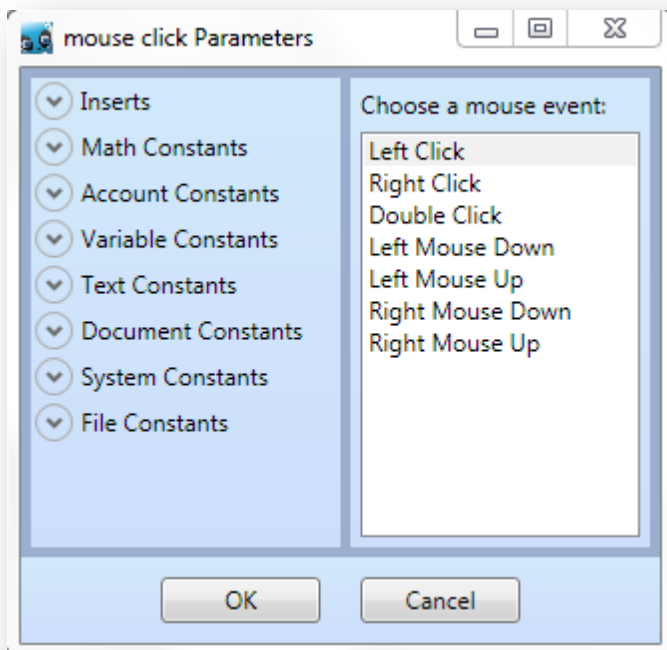 mouse click Parameters
Inserts
Math Constants
Account Constants
Variable Constants
Text Constants
Document Constants
System Constants
File Constants
Choose a mouse event:
Left Click
Right Click
Double Click
Left Mouse Down
Left Mouse Up
Right Mouse Down
Right Mouse Up
OK
Cancel